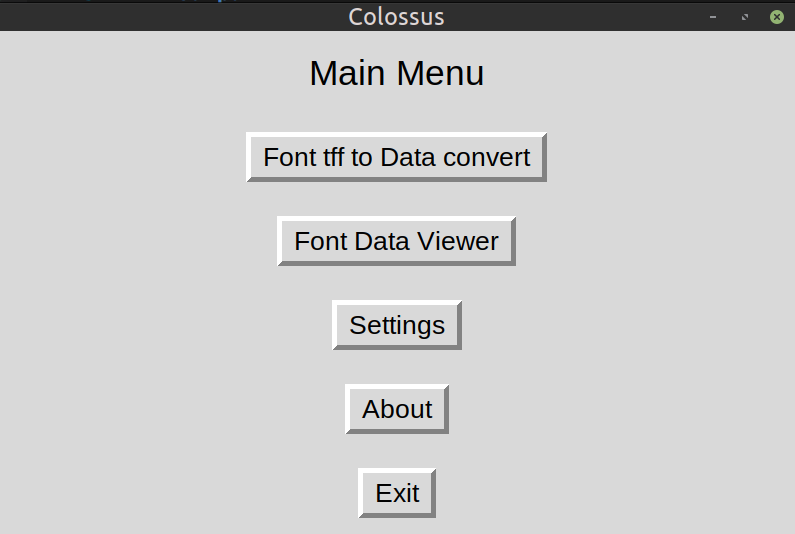 Colossus
Main Menu
Font tff to Data convert
Font Data Viewer
Settings
About
Exit